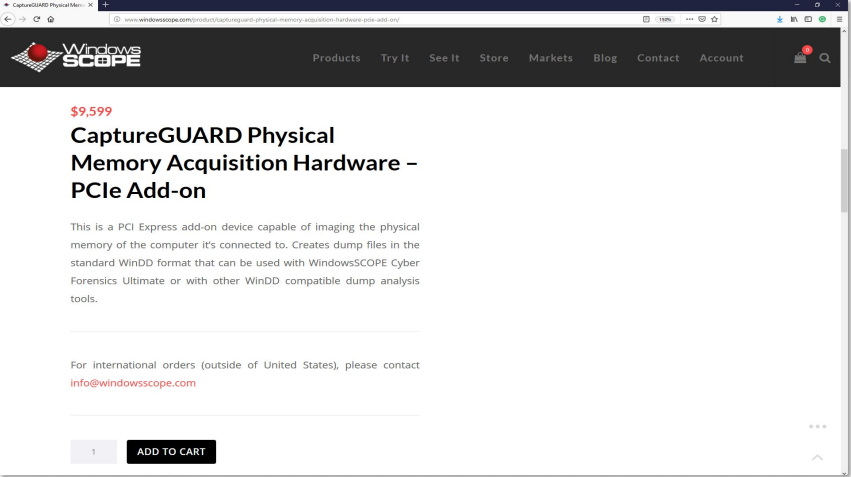 CaptureGUARD Physical Memo
www.windowsscope.com/product/captureguard-physical-memory-acquisition-hardware-pcie-add-on/
150%
Windows
SCOPE
Products Try It See It Store Markets Blog Contact Account
0
$9,599
CaptureGUARD Physical
Memory Acquisition Hardware –
PCIe Add-on
This is a PCI Express add-on device capable of imaging the physical
memory of the computer it's connected to. Creates dump files in the
standard WinDD format that can be used with WindowsSCOPE Cyber
Forensics Ultimate or with other WinDD compatible dump analysis
tools.
For international orders (outside of United States), please contact
info@windowsscope.com
1
ADD TO CART